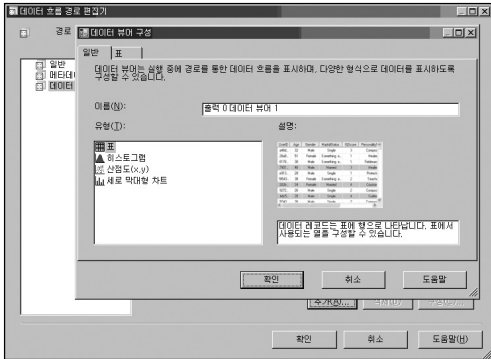 데이터 흐름 경로 편집기
경로
데이터 뷰어 구성
일반 표
일반
메타데
데이터
데이터 뷰어는 실행 중에 경로를 통한 데이터 흐름을 표시하며, 다양한 형식으로 데이터를 표시하도록
구성할 수 있습니다.
이름(N):
출력 0 데이터 뷰어 1
유형(T):
설명:
표
히스토그램
산점도(x,y)
세로 막대형 차트
데이터 레코드는 표에 행으로 나타납니다. 표에서
사용되는 열을 구성할 수 있습니다.
확인 취소 도움말
추가(A)...
확인 취소 도움말(H)